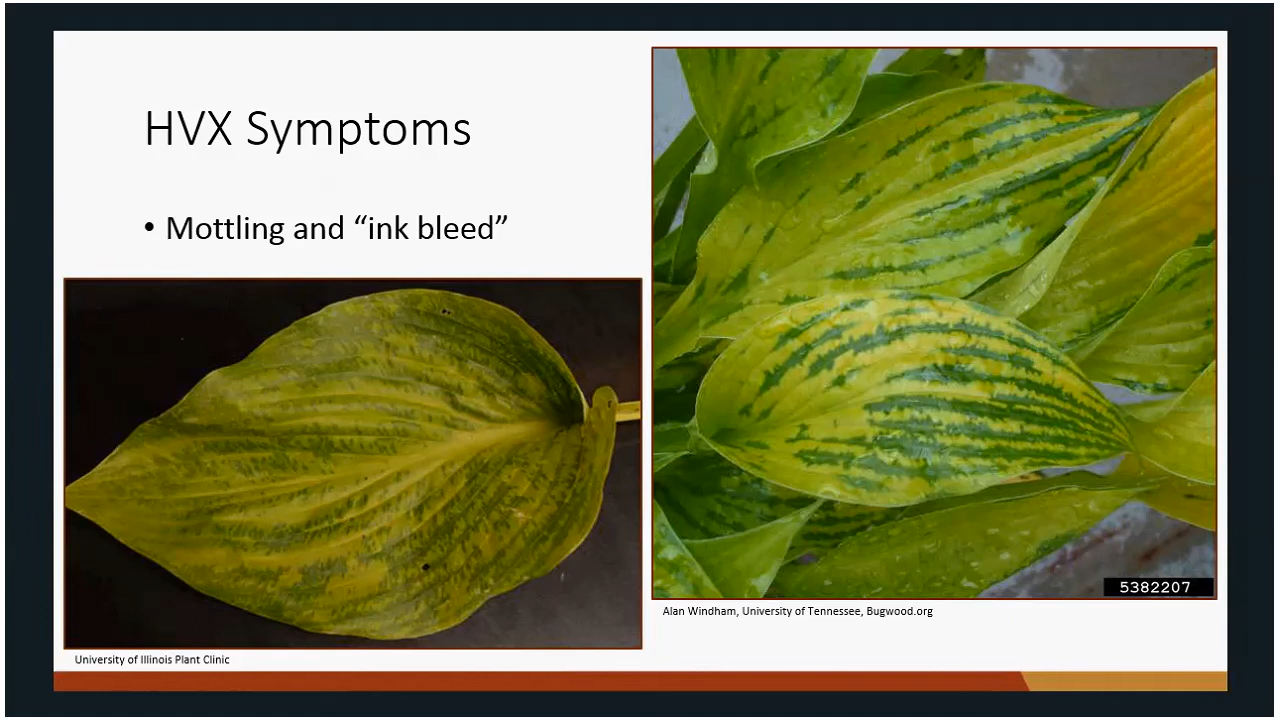 HVX Symptoms
• Mottling and “ink bleed”
5382207
Alan Windham, University of Tennessee, Bugwood.org
University of Illinois Plant Clinic